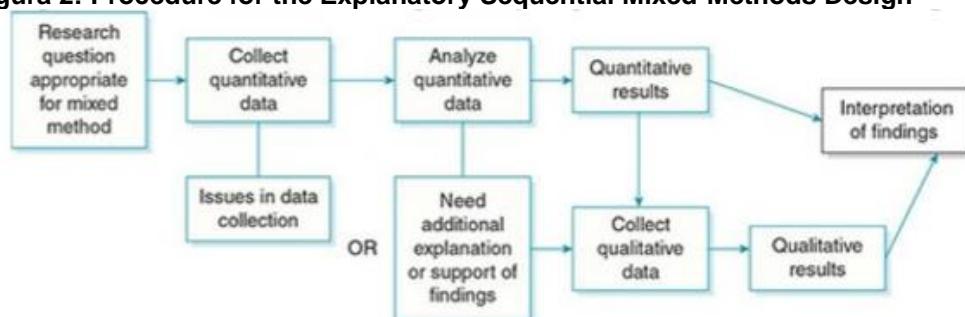 Figura 2. Procedure for the Explanatory Sequential Mixed-Methods Design
Research
question
appropriate
for mixed
method
Collect
quantitative
data
Analyze
quantitative
data
Quantitative
results
Interpretation
of findings
Issues in data
collection
OR
Need
additional
explanation
or support of
findings
Collect
qualitative
data
Qualitative
results